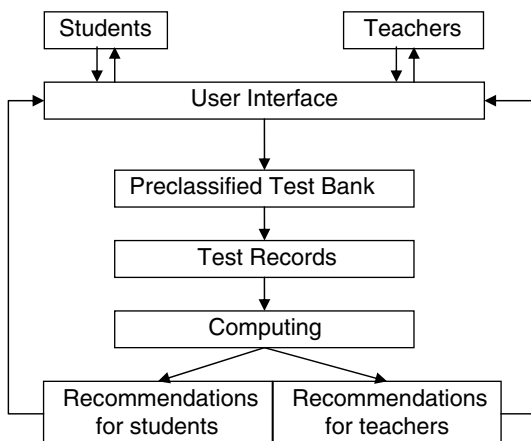 Students
Teachers
User Interface
Preclassified Test Bank
Test Records
Computing
Recommendations
for students
Recommendations
for teachers